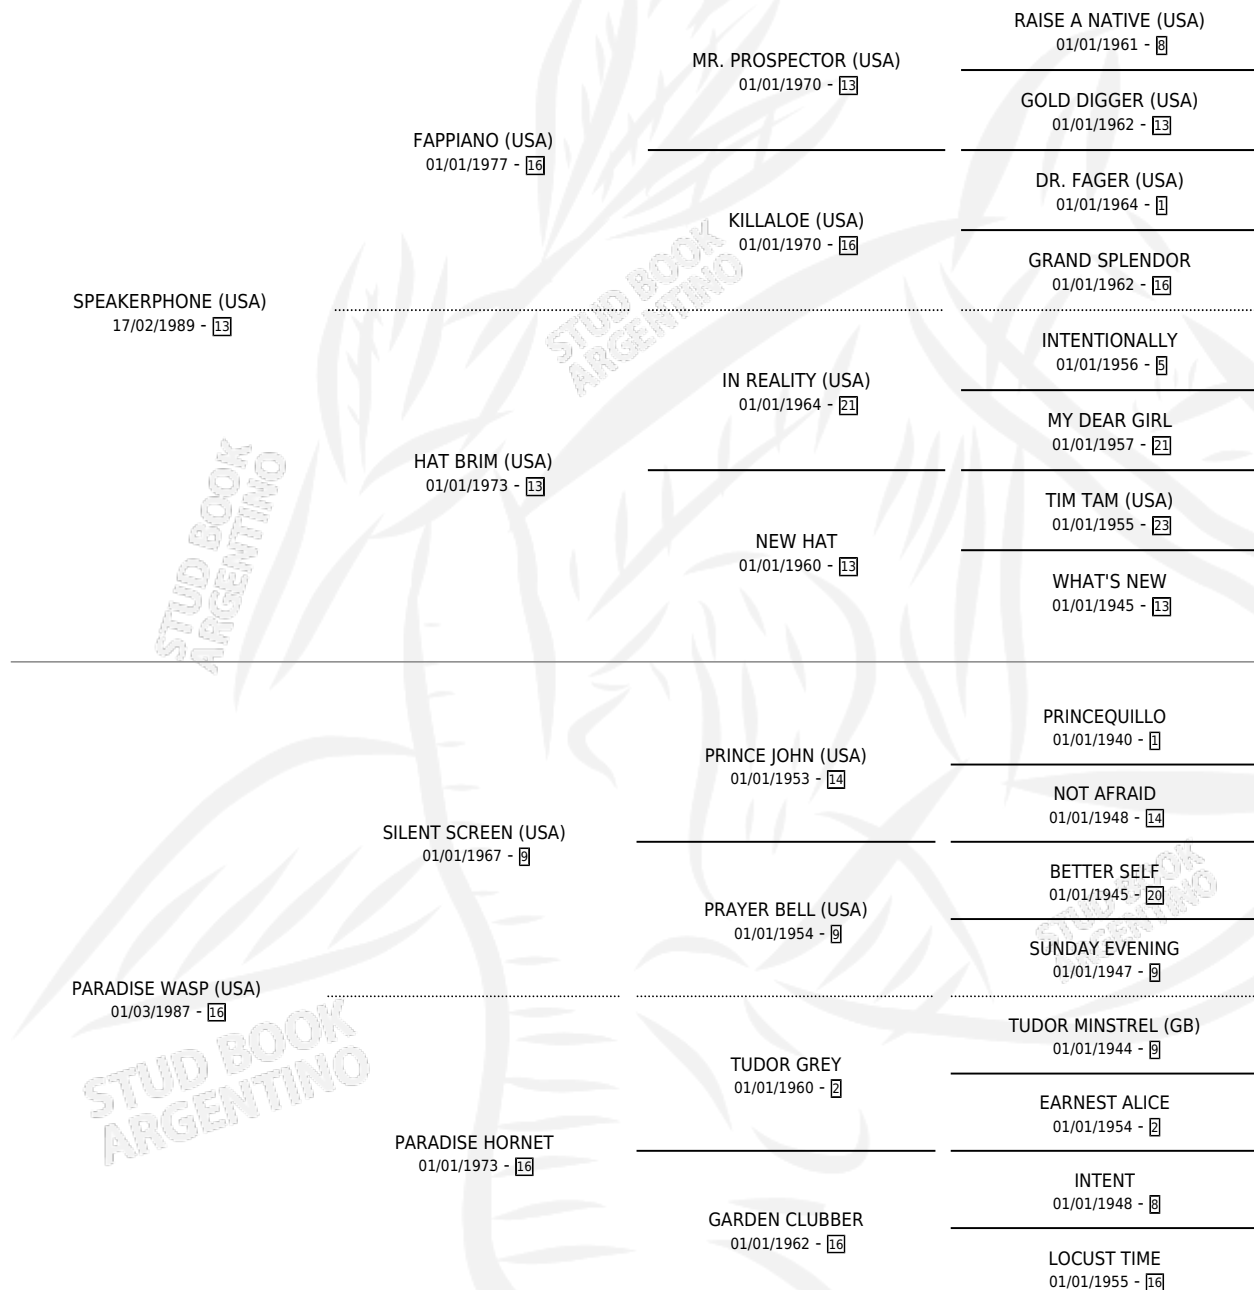 RAISE A NATIVE (USA)
01/01/1961 - 8
MR. PROSPECTOR (USA)
01/01/1970 - 13
GOLD DIGGER (USA)
01/01/1962 - 13
FAPPIANO (USA)
01/01/1977 - 16
DR. FAGER (USA)
01/01/1964 - 1
KILLALOE (USA)
01/01/1970 - 16
GRAND SPLENDOR
01/01/1962 - 16
SPEAKERPHONE (USA)
17/02/1989 - 13
INTENTIONALLY
01/01/1956 - 5
IN REALITY (USA)
01/01/1964 - 21
MY DEAR GIRL
01/01/1957 - 21
HAT BRIM (USA)
01/01/1973 - 13
TIM TAM (USA)
01/01/1955 - 23
NEW HAT
01/01/1960 - 13
WHAT'S NEW
01/01/1945 - 13
PRINCEQUILLO
01/01/1940 - 1
PRINCE JOHN (USA)
01/01/1953 - 14
NOT AFRAID
01/01/1948 - 14
SILENT SCREEN (USA)
01/01/1967 - 9
BETTER SELF
01/01/1945 - 20
PRAYER BELL (USA)
01/01/1954 - 9
SUNDAY EVENING
01/01/1947 - 9
PARADISE WASP (USA)
01/03/1987 - 16
TUDOR MINSTREL (GB)
01/01/1944 - 9
TUDOR GREY
01/01/1960 - 2
EARNEST ALICE
01/01/1954 - 2
PARADISE HORNET
01/01/1973 - 16
INTENT
01/01/1948 - 8
GARDEN CLUBBER
01/01/1962 - 16
LOCUST TIME
01/01/1955 - 16
STUD BOOK
ARGENTINO
STUD BOOK
ARGENTINO
STUD BOOK
ARGENTINO
STUD BOOK
ARGENTINO